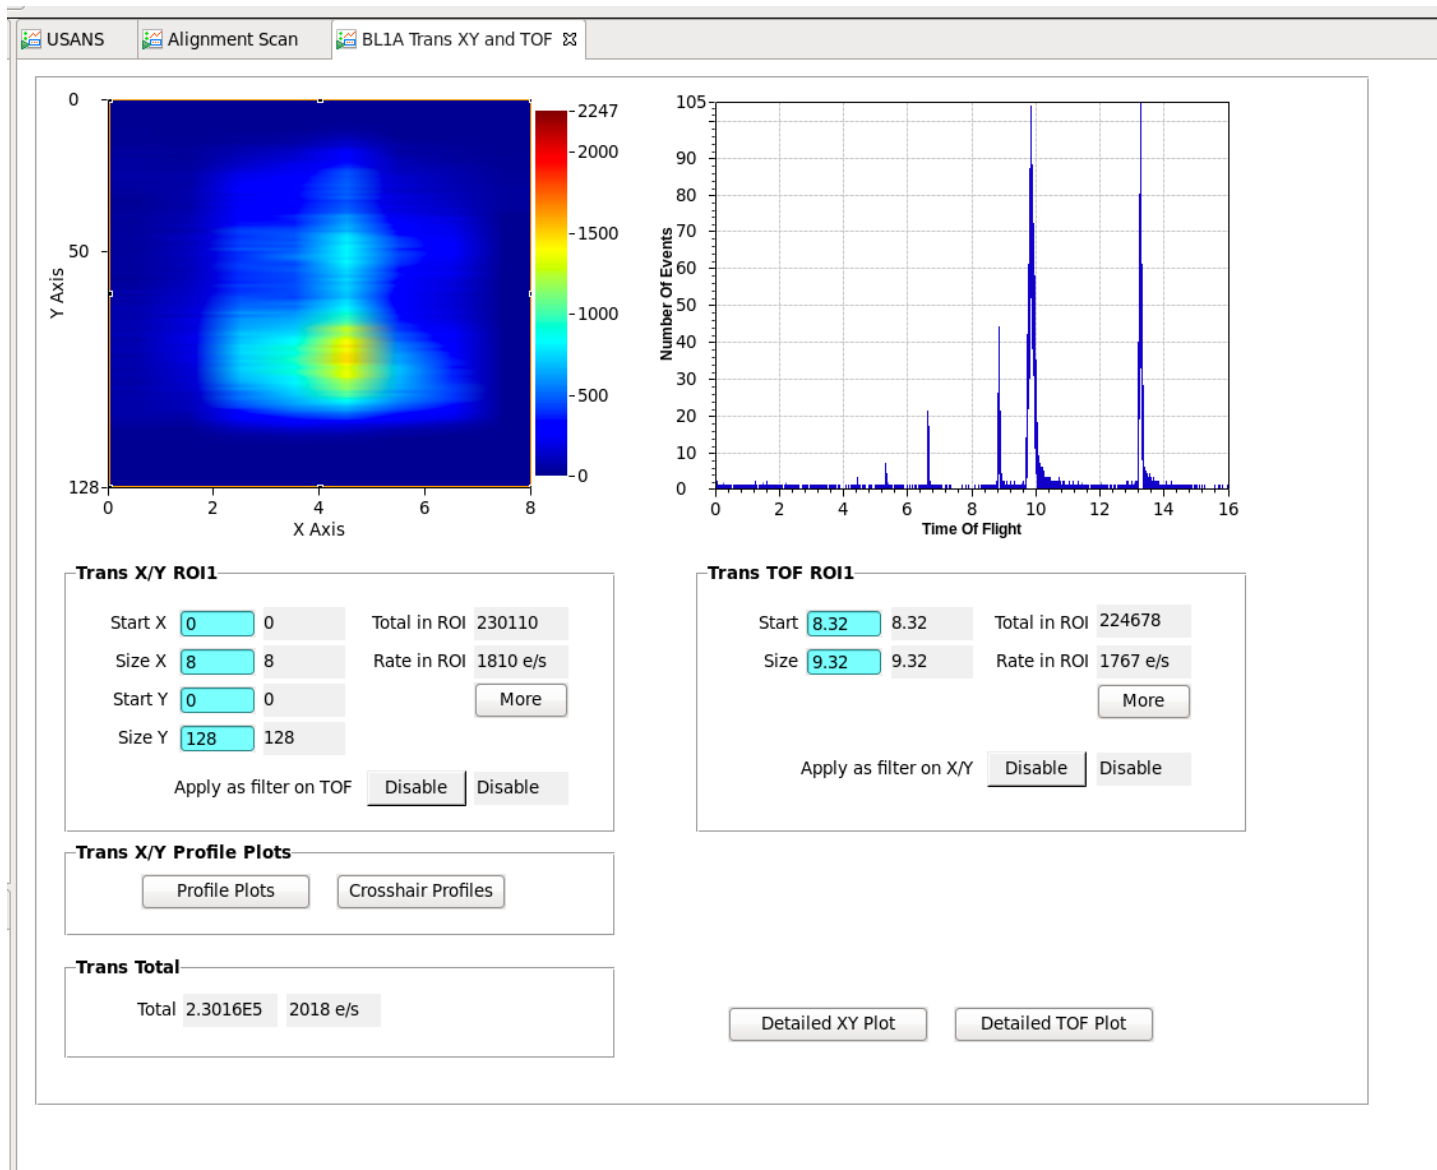 USANS
Alignment Scan
BL1A Trans XY and TOF
0
50
128
Y Axis
0 2 4 6 8
X Axis
2247
2000
1500
1000
500
0
105
90
80
70
60
50
40
30
20
10
0
Number Of Events
0 2 4 6 8 10 12 14 16
Time Of Flight
Trans X/Y ROI1
Start X 0 0 Total in ROI 230110
Size X 8 8 Rate in ROI 1810 e/s
Start Y 0 0 More
Size Y 128 128
Apply as filter on TOF Disable Disable
Trans TOF ROI1
Start 8.32 8.32 Total in ROI 224678
Size 9.32 9.32 Rate in ROI 1767 e/s
More
Apply as filter on X/Y Disable Disable
Trans X/Y Profile Plots
Profile Plots Crosshair Profiles
Trans Total
Total 2.3016E5 2018 e/s
Detailed XY Plot Detailed TOF Plot